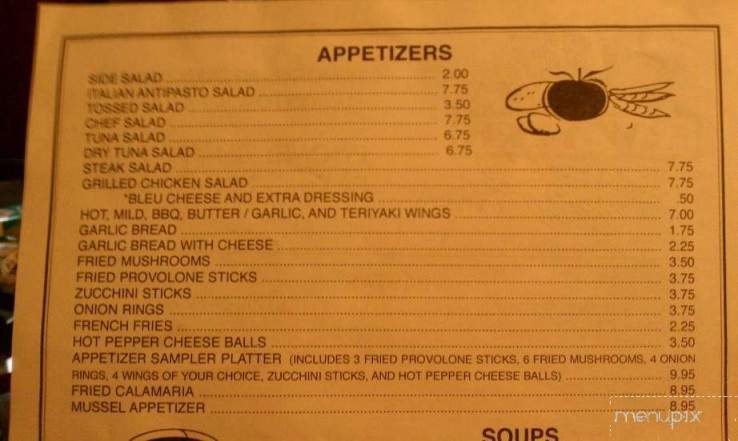 APPETIZERS
SIDE SALAD 2.00
ITALIAN ANTIPASTO SALAD 7.75
TOSSED SALAD 3.50
CHEF SALAD 7.75
TUNA SALAD 6.75
DRY TUNA SALAD 6.75
STEAK SALAD 7.75
GRILLED CHICKEN SALAD 7.75
*BLEU CHEESE AND EXTRA DRESSING .50
HOT, MILD, BBQ, BUTTER / GARLIC, AND TERIYAKI WINGS 7.00
GARLIC BREAD 1.75
GARLIC BREAD WITH CHEESE 2.25
FRIED MUSHROOMS 3.50
FRIED PROVOLONE STICKS 3.75
ZUCCHINI STICKS 3.75
ONION RINGS 3.75
FRENCH FRIES 2.25
HOT PEPPER CHEESE BALLS 3.50
APPETIZER SAMPLER PLATTER (INCLUDES 3 FRIED PROVOLONE STICKS, 6 FRIED MUSHROOMS, 4 ONION
RINGS, 4 WINGS OF YOUR CHOICE, ZUCCHINI STICKS, AND HOT PEPPER CHEESE BALLS) 9.95
FRIED CALAMARIA 8.95
MUSSEL APPETIZER 8.95
menupix
SOUPS